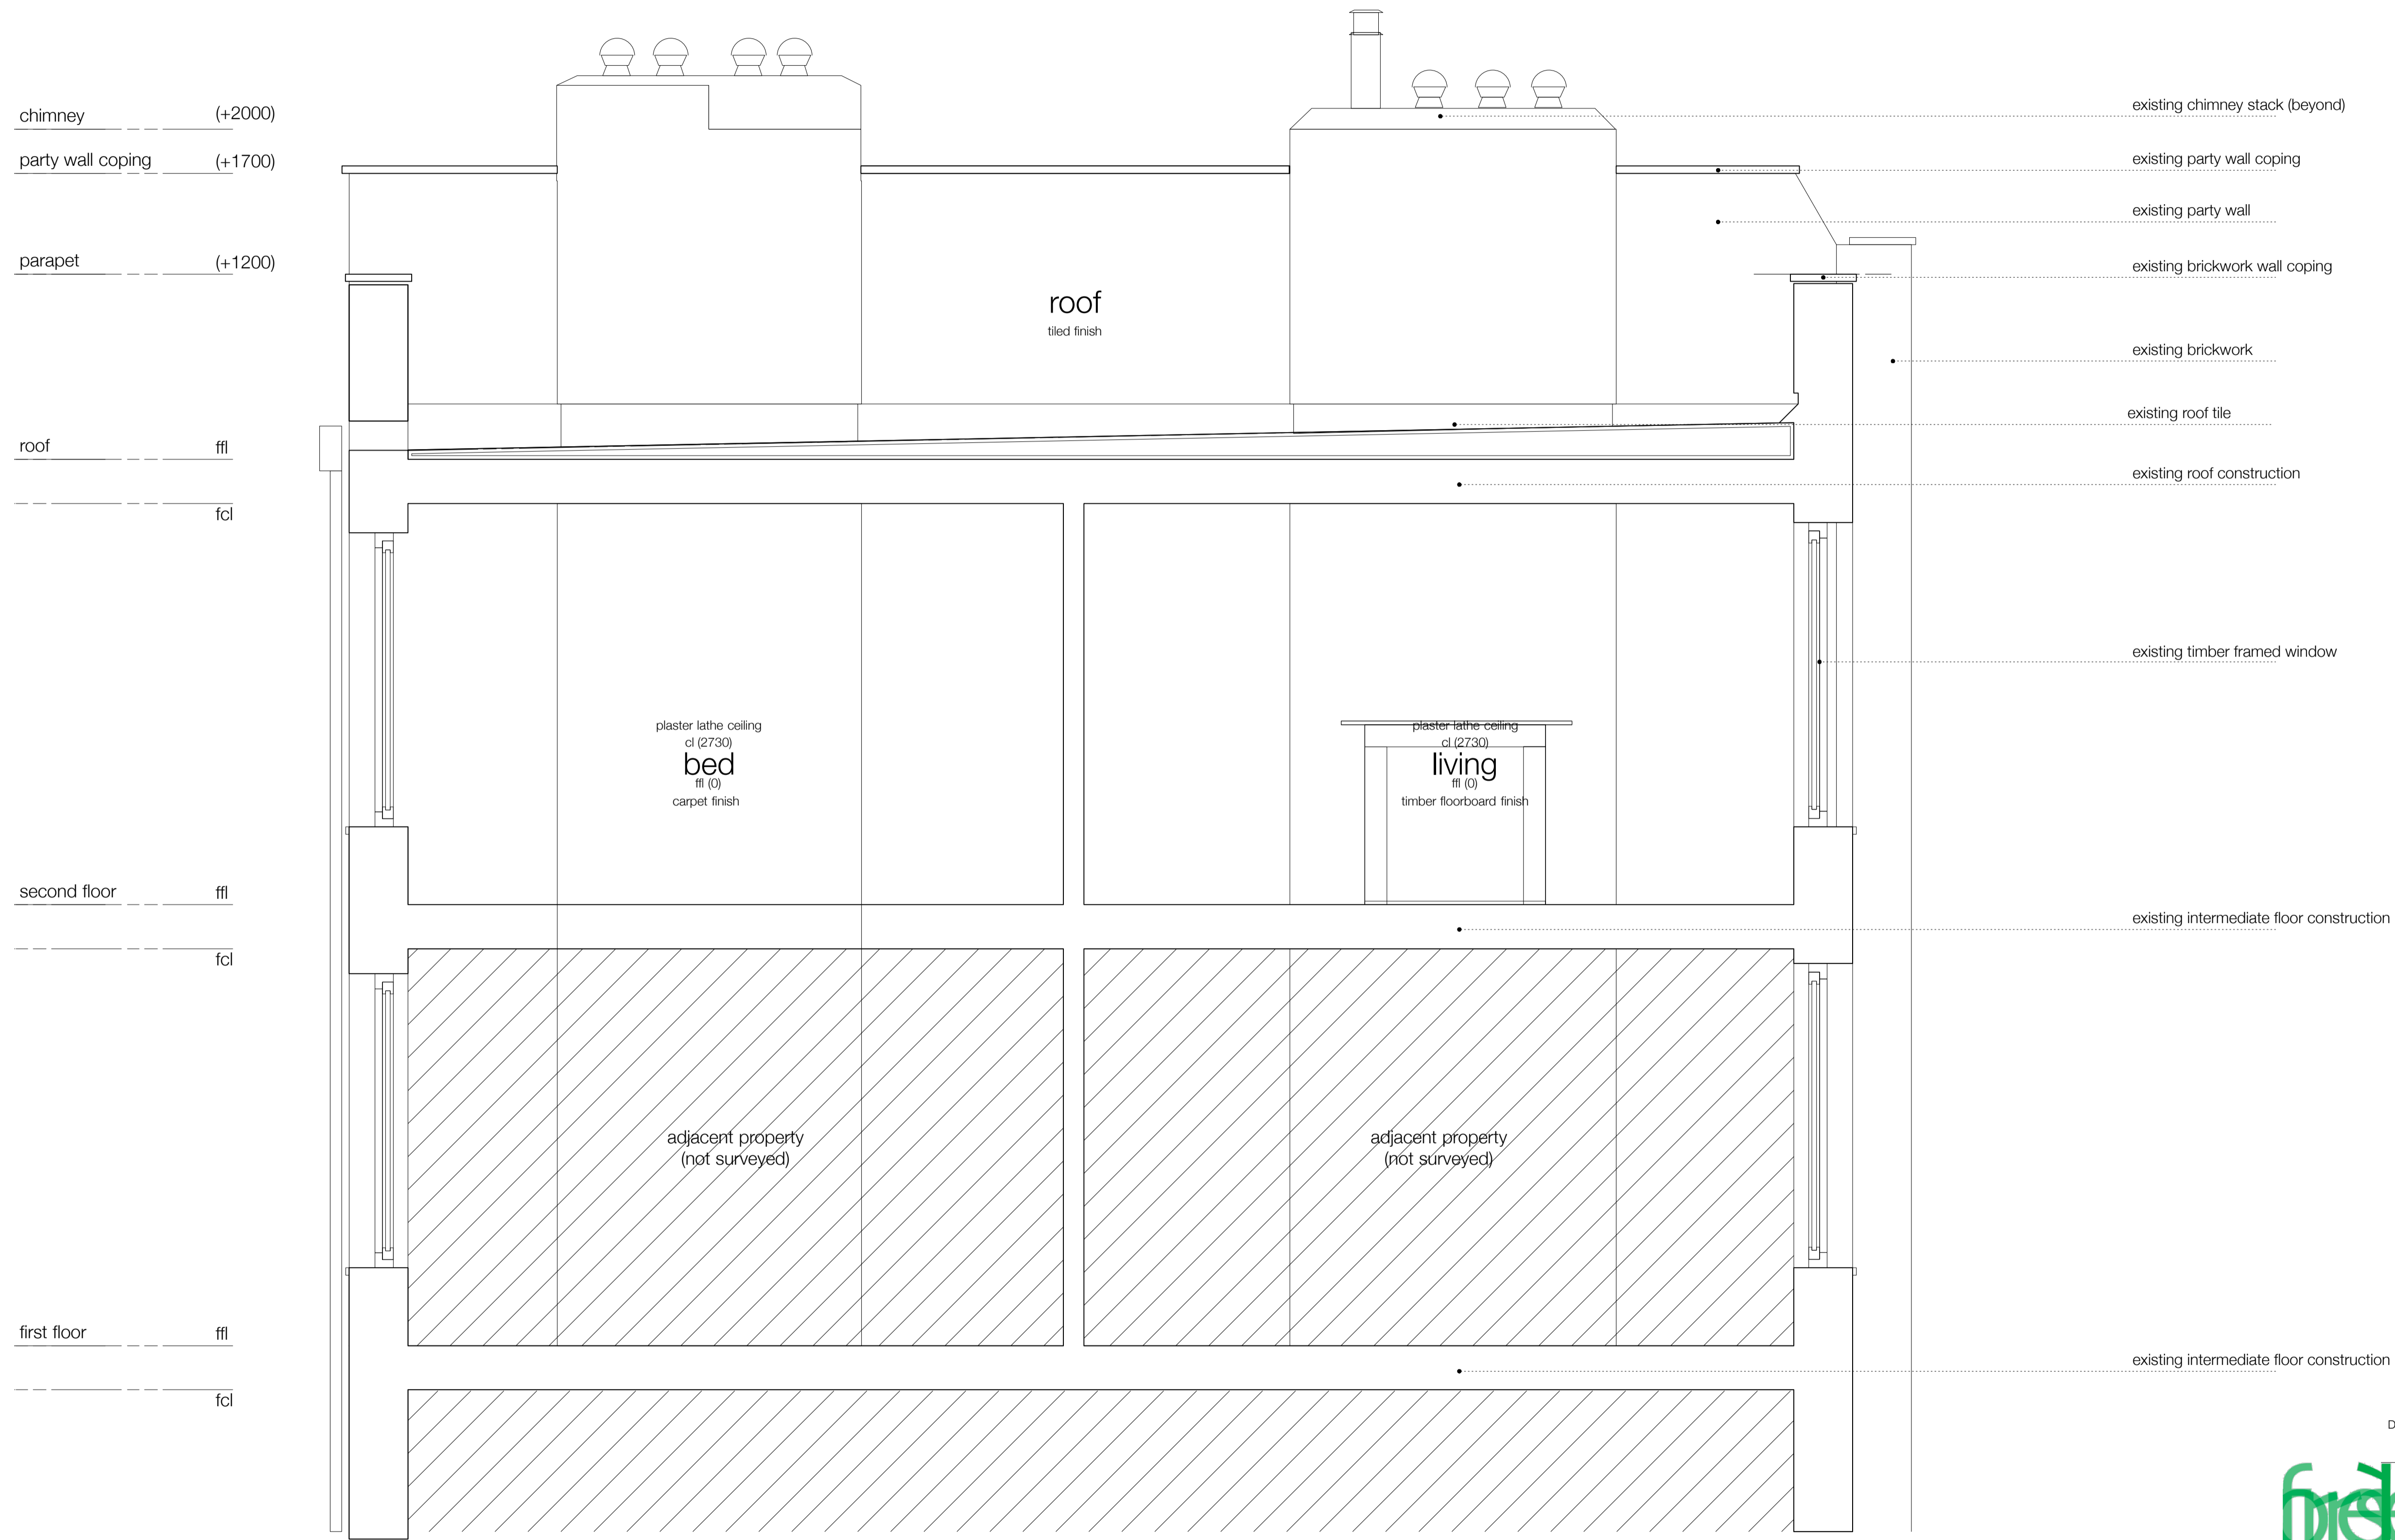 chimney (+2000)
party wall coping (+1700)
parapet (+1200)
roof ffl
fcl
second floor ffl
fcl
first floor ffl
fcl
roof
tiled finish
plaster lathe ceiling
cl (2730)
bed
ffl (0)
carpet finish
plaster lathe ceiling
cl (2730)
living
ffl (0)
timber floorboard finish
adjacent property
(not surveyed)
adjacent property
(not surveyed)
existing chimney stack (beyond)
existing party wall coping
existing party wall
existing brickwork wall coping
existing brickwork
existing roof tile
existing roof construction
existing timber framed window
existing intermediate floor construction
existing intermediate floor construction
D